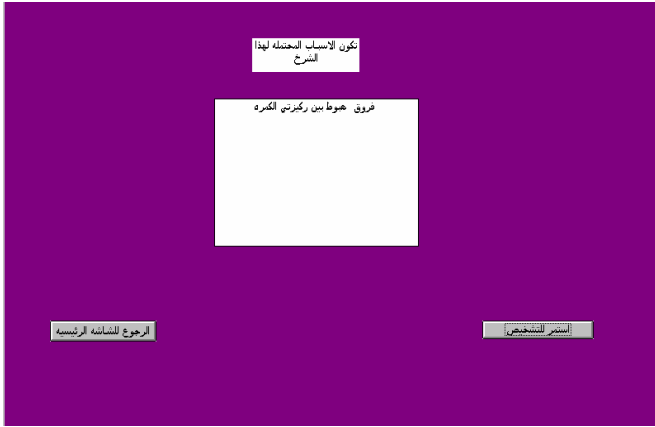 تكون الاسباب المحتمله لهذا
الشرخ
فروق هبوط بين ركيزتي الكمره
الرجوع للشاشه الرئيسيه
استمر للتشخيص